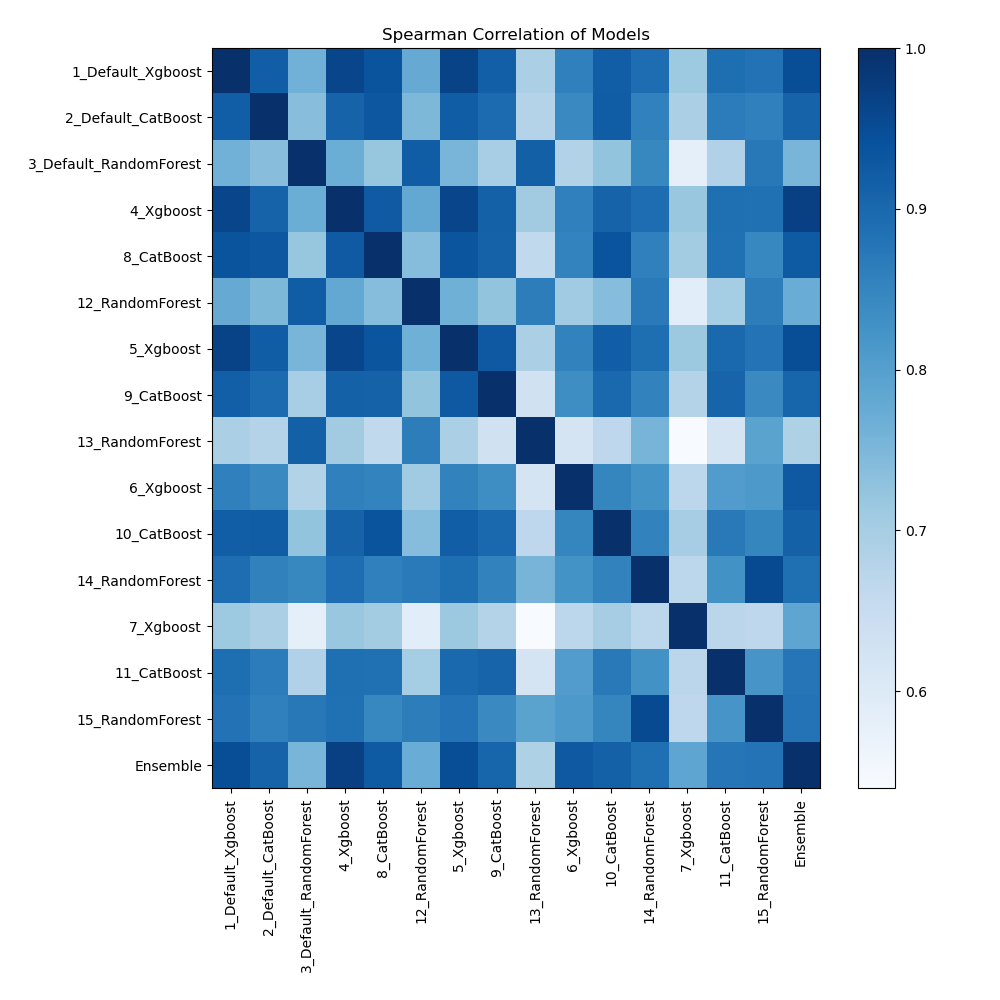 Spearman Correlation of Models
1_Default_Xgboost
2_Default_CatBoost
3_Default_RandomForest
4_Xgboost
8_CatBoost
12_RandomForest
5_Xgboost
9_CatBoost
13_RandomForest
6_Xgboost
10_CatBoost
14_RandomForest
7_Xgboost
11_CatBoost
15_RandomForest
Ensemble
1_Default_Xgboost
2_Default_CatBoost
3_Default_RandomForest
4_Xgboost
8_CatBoost
12_RandomForest
5_Xgboost
9_CatBoost
13_RandomForest
6_Xgboost
10_CatBoost
14_RandomForest
7_Xgboost
11_CatBoost
15_RandomForest
Ensemble
1.0
0.9
0.8
0.7
0.6